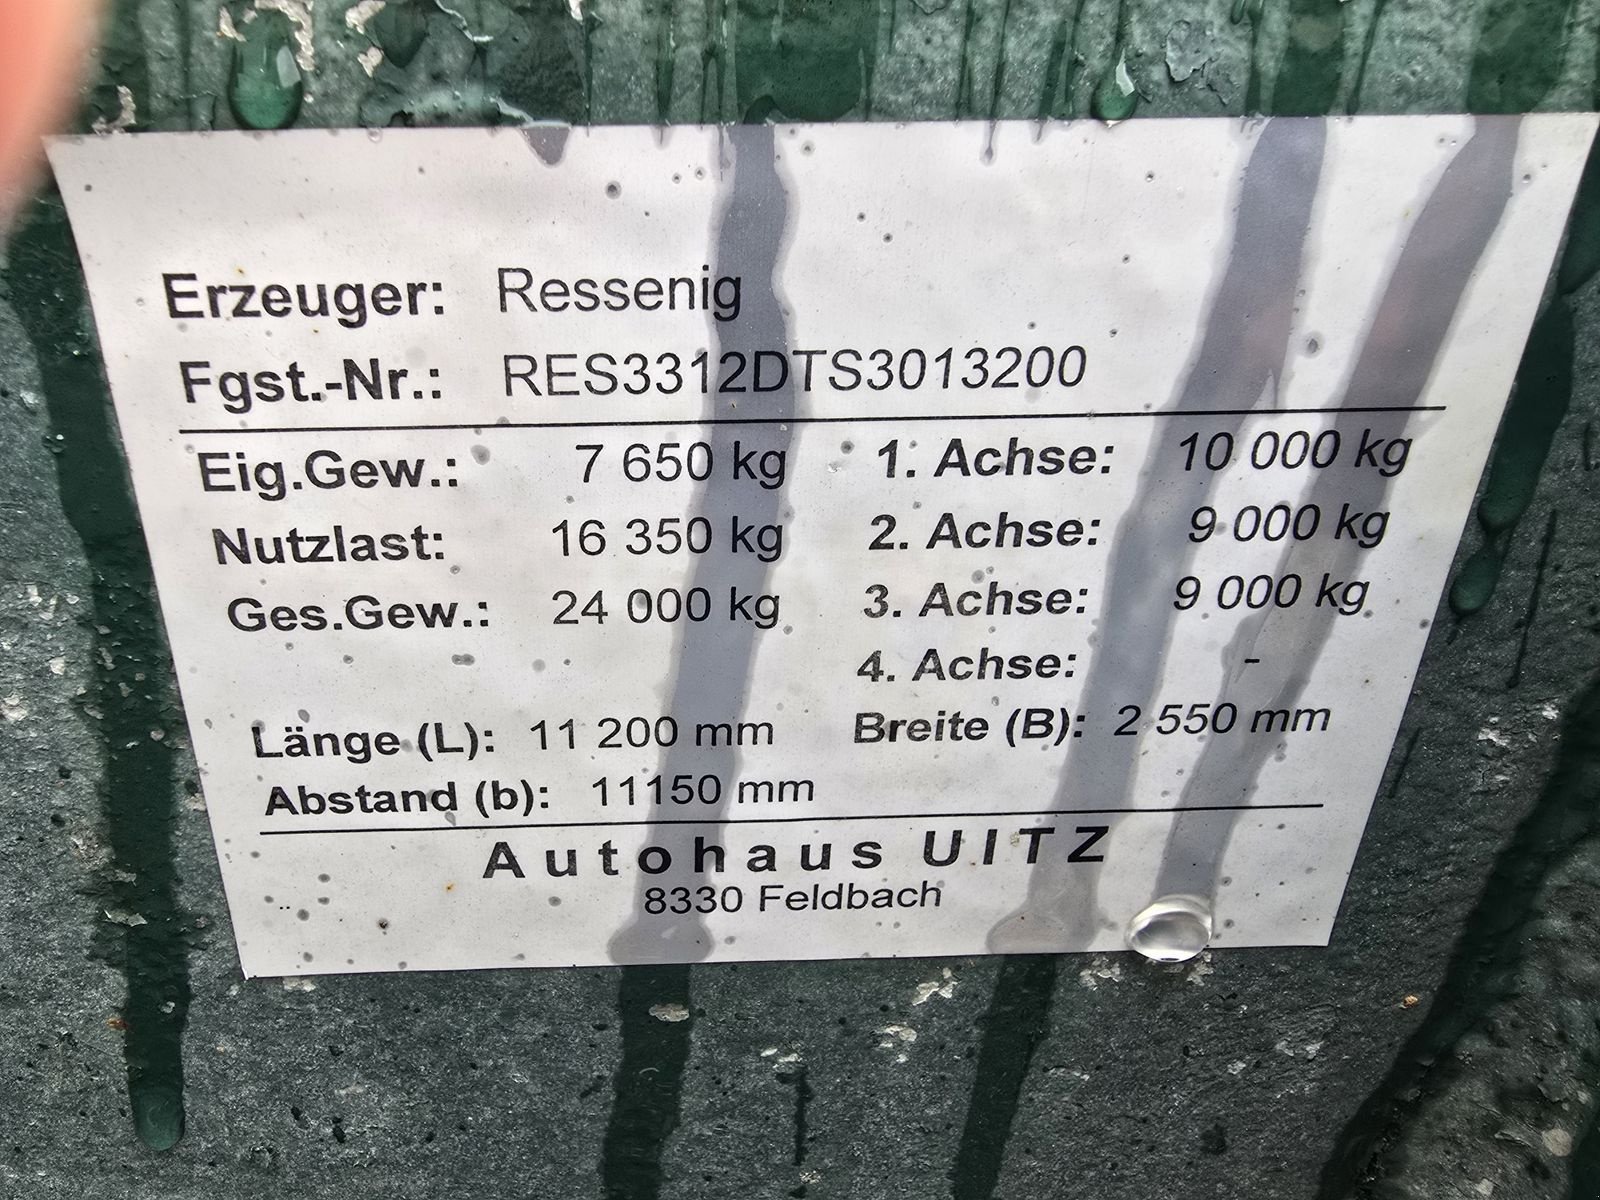 Erzeuger: Ressenig
Fgst.-Nr.: RES3312DTS3013200
Eig.Gew.: 7 650 kg 1. Achse: 10 000 kg
Nutzlast: 16 350 kg 2. Achse: 9 000 kg
Ges.Gew.: 24 000 kg 3. Achse: 9 000 kg
4. Achse: -
Länge (L): 11 200 mm Breite (B): 2 550 mm
Abstand (b): 11150 mm
Autohaus UITZ
8330 Feldbach